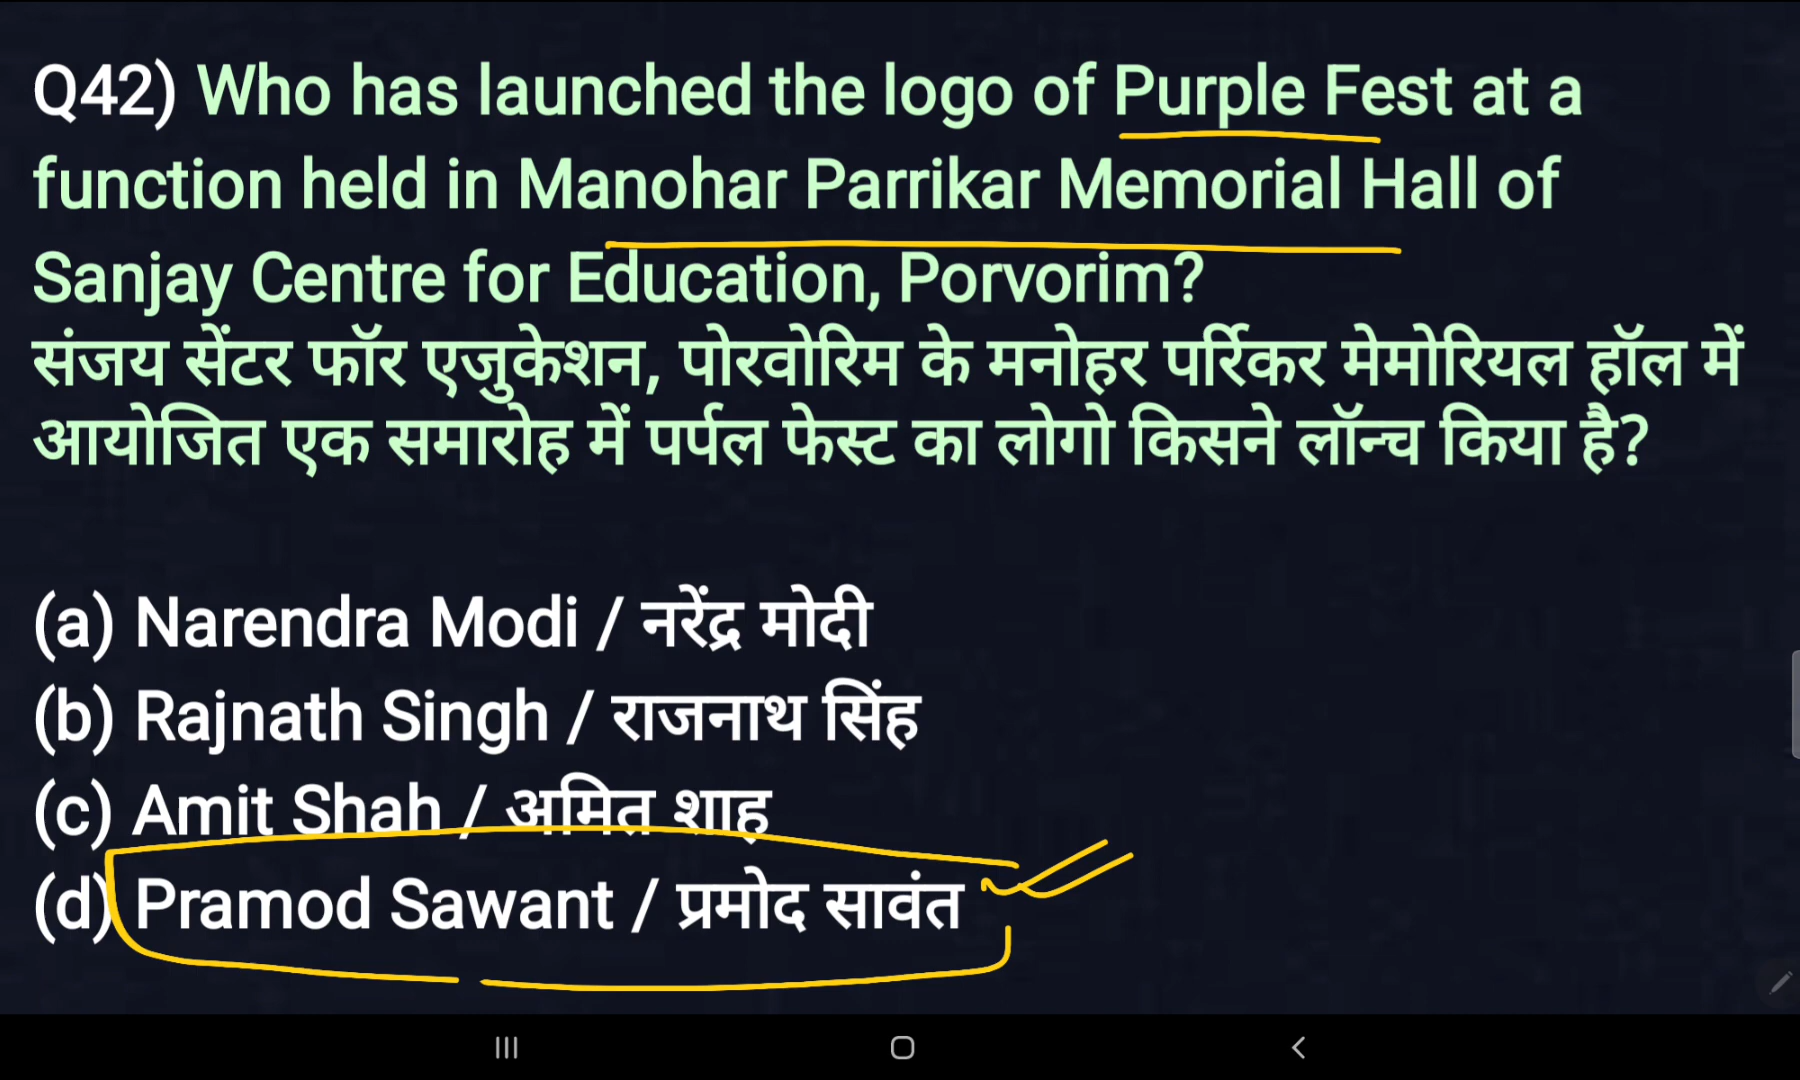 Q42) Who has launched the logo of Purple Fest at a
function held in Manohar Parrikar Memorial Hall of
Sanjay Centre for Education, Porvorim?
संजय सेंटर फॉर एजुकेशन, पोरवोरिम के मनोहर पर्रिकर मेमोरियल हॉल में
आयोजित एक समारोह में पर्पल फेस्ट का लोगो किसने लॉन्च किया है?
(a) Narendra Modi / नरेंद्र मोदी
(b) Rajnath Singh / राजनाथ सिंह
(c) Amit Shah / अमित शाह
(d) Pramod Sawant / प्रमोद सावंत